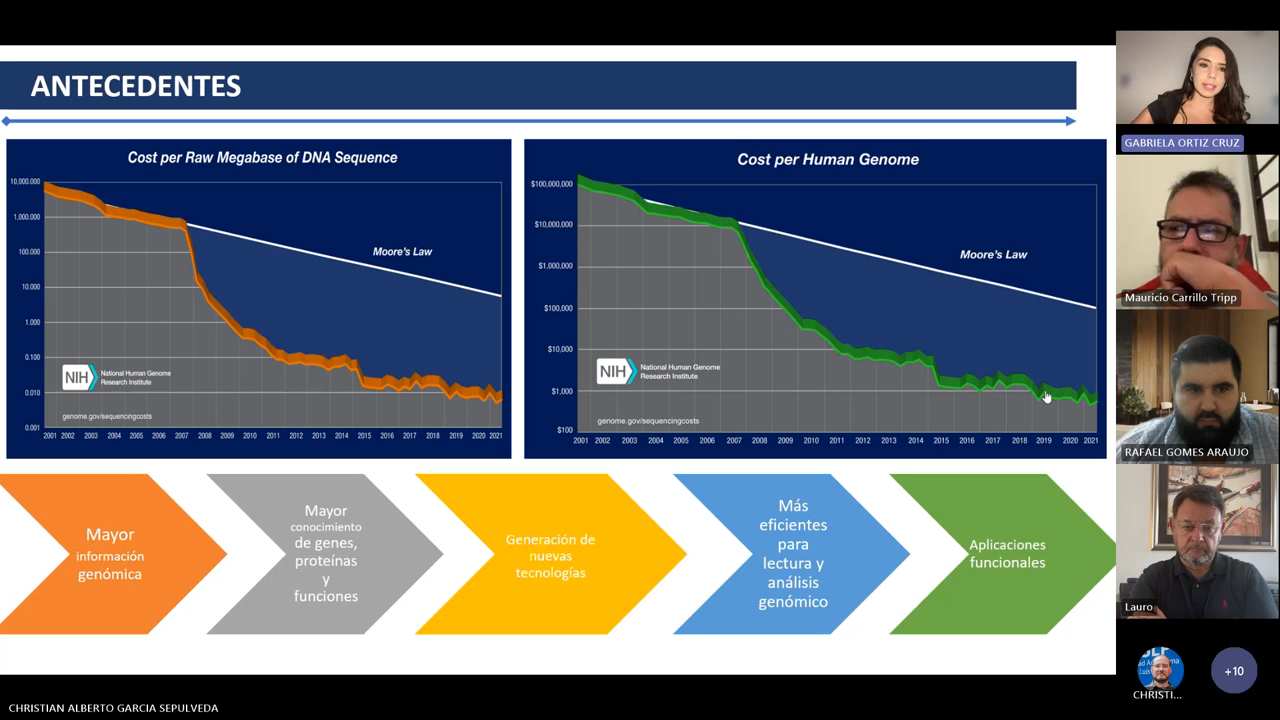 ANTECEDENTES
Cost per Raw Megabase of DNA Sequence
10,000.000
1,000.000
100.000
10.000
1.000
0.100
0.010
0.001
Moore's Law
NIH
National Human Genome
Research Institute
genome.gov/sequencingcosts
2001 2002 2003 2004 2005 2006 2007 2008 2009 2010 2011 2012 2013 2014 2015 2016 2017 2018 2019 2020 2021
Cost per Human Genome
$100,000,000
$10,000,000
$1,000,000
$100,000
$10,000
$1,000
$100
Moore's Law
NIH
National Human Genome
Research Institute
genome.gov/sequencingcosts
2001 2002 2003 2004 2005 2006 2007 2008 2009 2010 2011 2012 2013 2014 2015 2016 2017 2018 2019 2020 2021
Mayor
información
genómica
Mayor
conocimiento
de genes,
proteínas
y
funciones
Generación de
nuevas
tecnologías
Más
eficientes
para
lectura y
análisis
genómico
Aplicaciones
funcionales
GABRIELA ORTIZ CRUZ
Mauricio Carrillo Tripp
RAFAEL GOMES ARAUJO
Lauro
CHRISTI...
+10
CHRISTIAN ALBERTO GARCIA SEPULVEDA